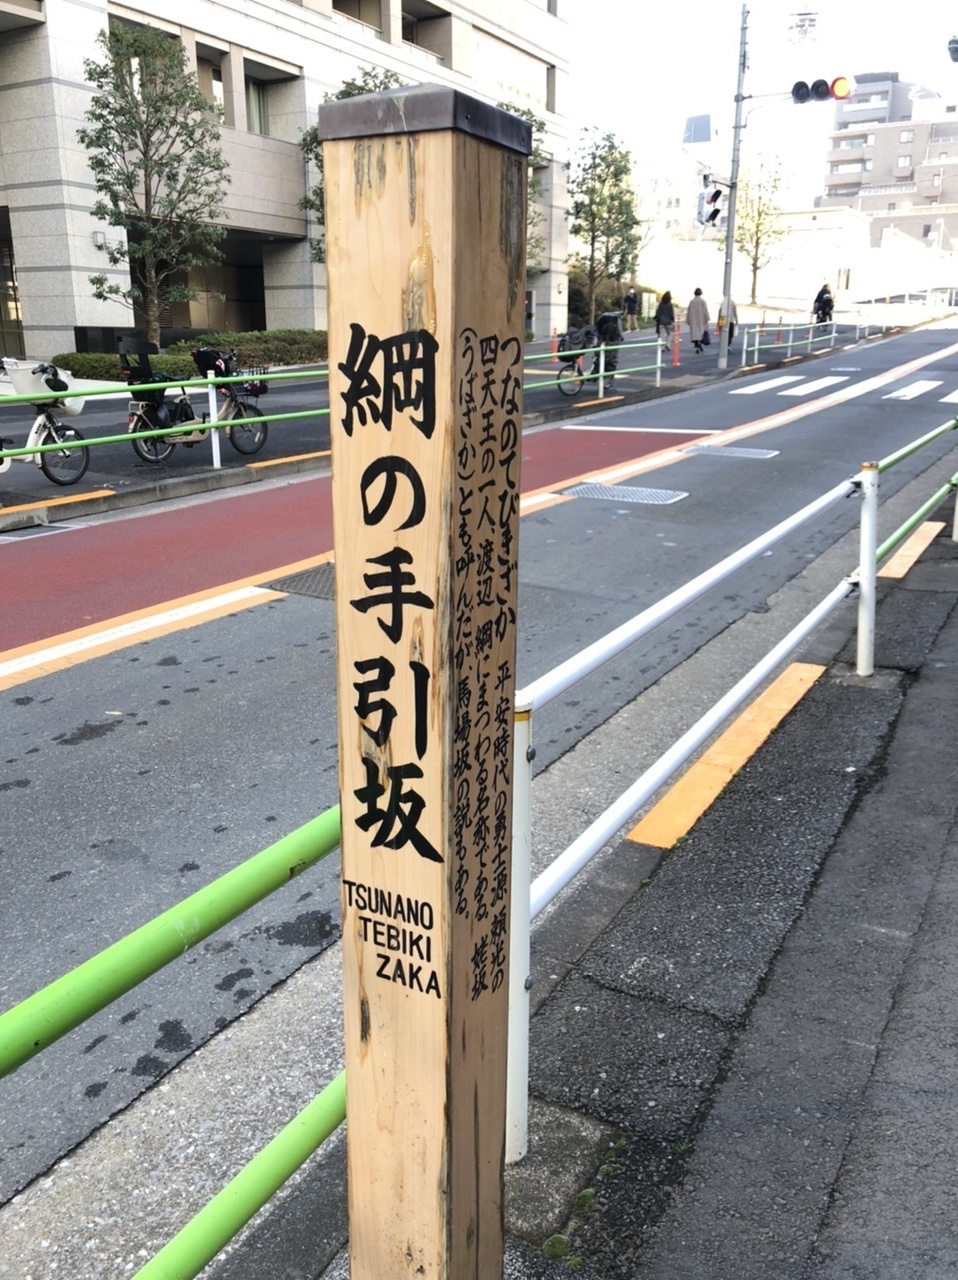 綱の手引坂
TSUNANO
TEBIKI
ZAKA
つなのてびきざか 平安時代の勇士源頼光の
四天王の一人、渡辺綱にまつわる名称である。姥坂
(うばざか)とも呼んだが、馬場坂の説もある。